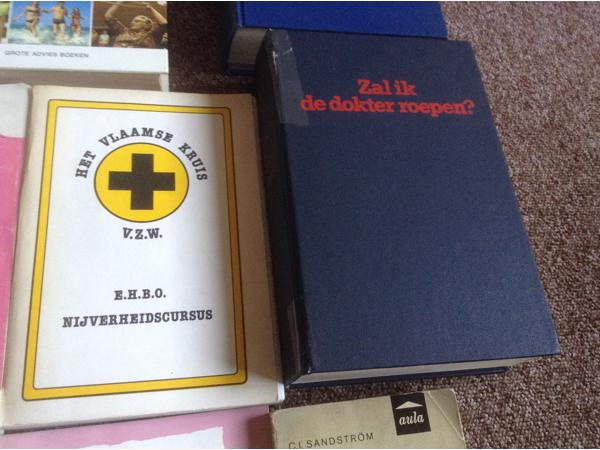 GROTE ADVIES BOEKEN
HET VLAAMSE KRUIS
V.Z.W.
E.H.B.O.
NIJVERHEIDSCURSUS
Zal ik
de dokter roepen?
aula
C.I. SANDSTRÖM